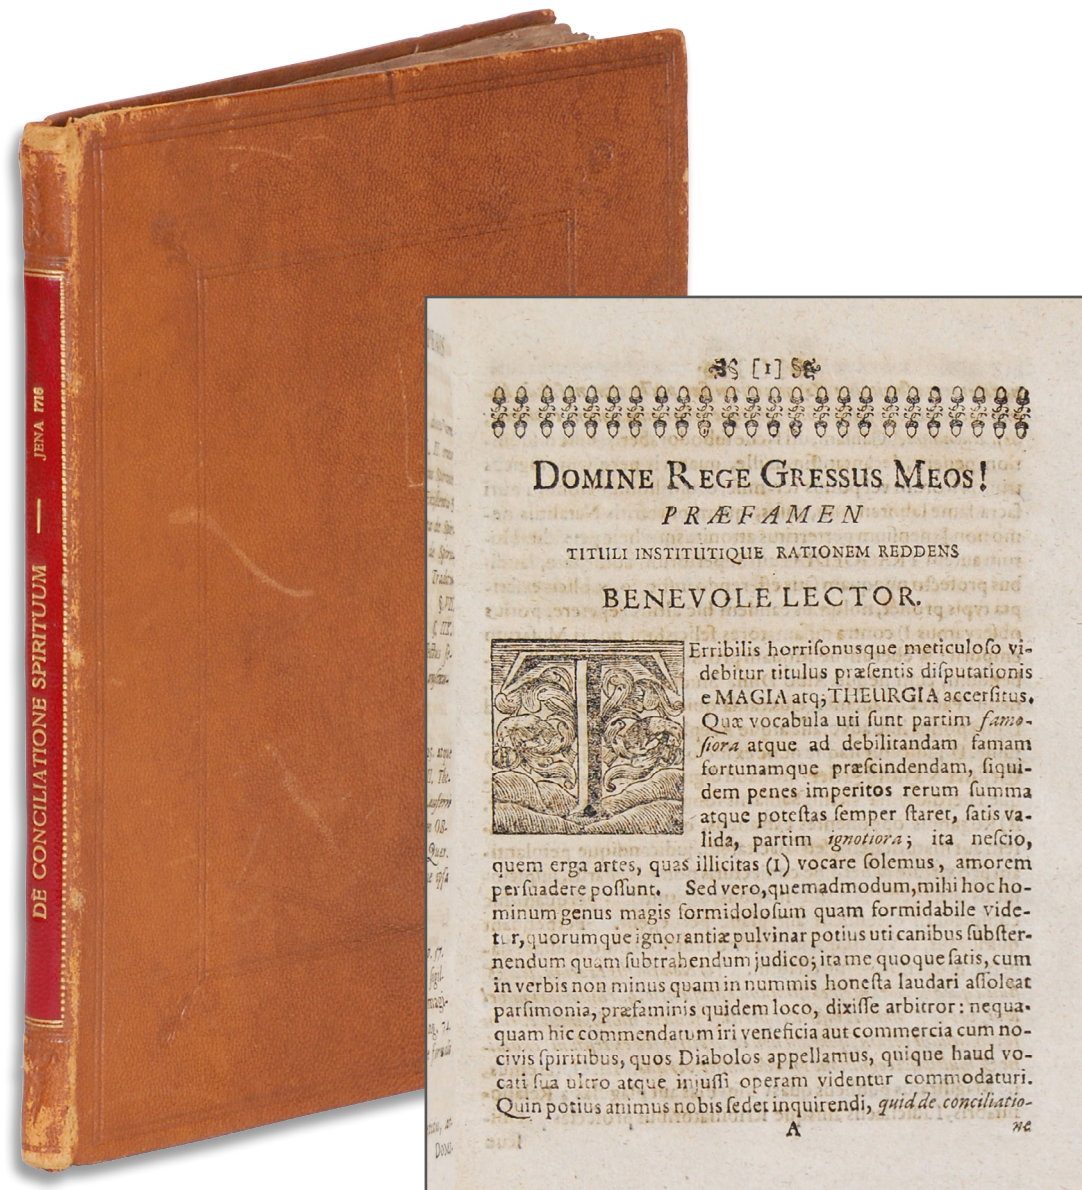 DE CONCILIATIONE SPIRITUUM — JENA 1716
[1]
DOMINE REGE GRESSUS MEOS!
PRÆFAMEN
TITULI INSTITUTIQUE RATIONEM REDDENS
BENEVOLE LECTOR.
TErribilis horriſonusque meticuloſo vi-
debitur titulus præſentis diſputationis
e MAGIA atq; THEURGIA accerſitus.
Quæ vocabula uti ſunt partim famo-
ſiora atque ad debilitandam famam
fortunamque præſcindendam, ſiqui-
dem penes imperitos rerum ſumma
atque poteſtas ſemper ſtaret, ſatis va-
lida, partim ignotiora; ita neſcio,
quem erga artes, quas illicitas (1) vocare ſolemus, amorem
perſuadere poſſunt. Sed vero, quemadmodum, mihi hoc ho-
minum genus magis formidoloſum quam formidabile vide-
tur, quorumque ignorantiæ pulvinar potius uti canibus ſubſter-
nendum quam ſubtrahendum judico; ita me quoque ſatis, cum
in verbis non minus quam in nummis honeſta laudari aſſoleat
parſimonia, præfaminis quidem loco, dixiſſe arbitror: nequa-
quam hic commendatum iri veneficia aut commercia cum no-
civis ſpiritibus, quos Diabolos appellamus, quique haud vo-
cati ſua ultro atque injuſſi operam videntur commodaturi.
Quin potius animus nobis ſedet inquirendi, quid de conciliatio-
A ne